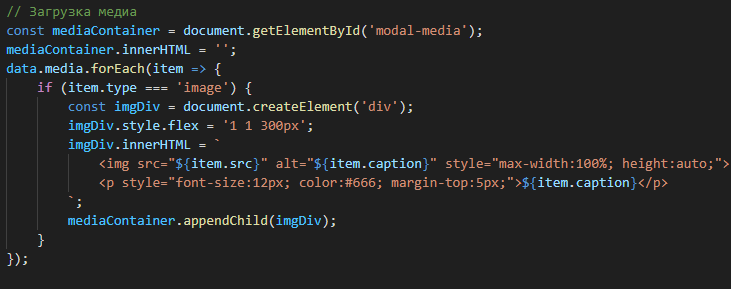 // Загрузка медиа
const mediaContainer = document.getElementById('modal-media');
mediaContainer.innerHTML = '';
data.media.forEach(item => {
    if (item.type === 'image') {
        const imgDiv = document.createElement('div');
        imgDiv.style.flex = '1 1 300px';
        imgDiv.innerHTML = `
            <img src="${item.src}" alt="${item.caption}" style="max-width:100%; height:auto;">
            <p style="font-size:12px; color:#666; margin-top:5px;">${item.caption}</p>
        `;
        mediaContainer.appendChild(imgDiv);
    }
});